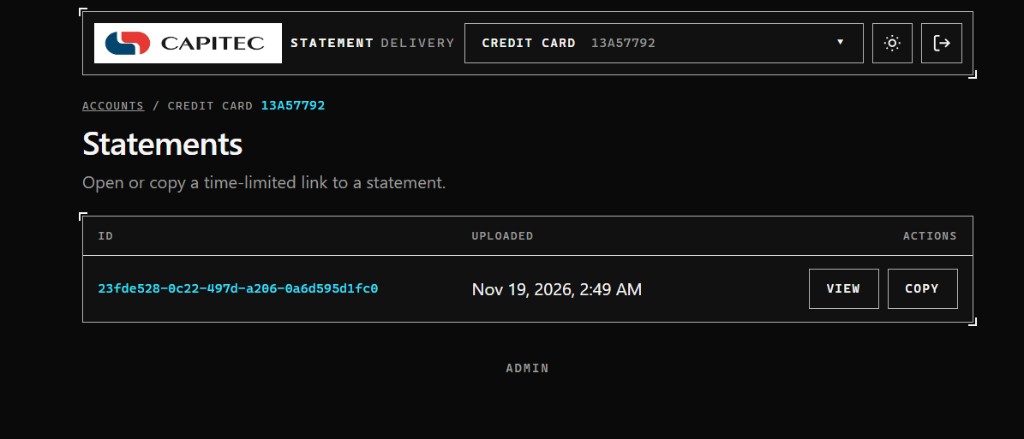 CAPITEC STATEMENT DELIVERY CREDIT CARD 13A57792
ACCOUNTS / CREDIT CARD 13A57792
Statements
Open or copy a time-limited link to a statement.
ID UPLOADED ACTIONS
23fde528-0c22-497d-a206-0a6d595d1fc0 Nov 19, 2026, 2:49 AM VIEW COPY
ADMIN